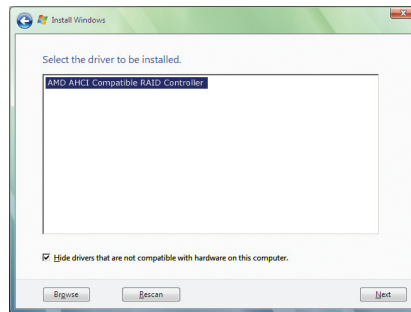 Install Windows
Select the driver to be installed.
AMD AHCI Compatible RAID Controller
Hide drivers that are not compatible with hardware on this computer.
Browse Rescan Next